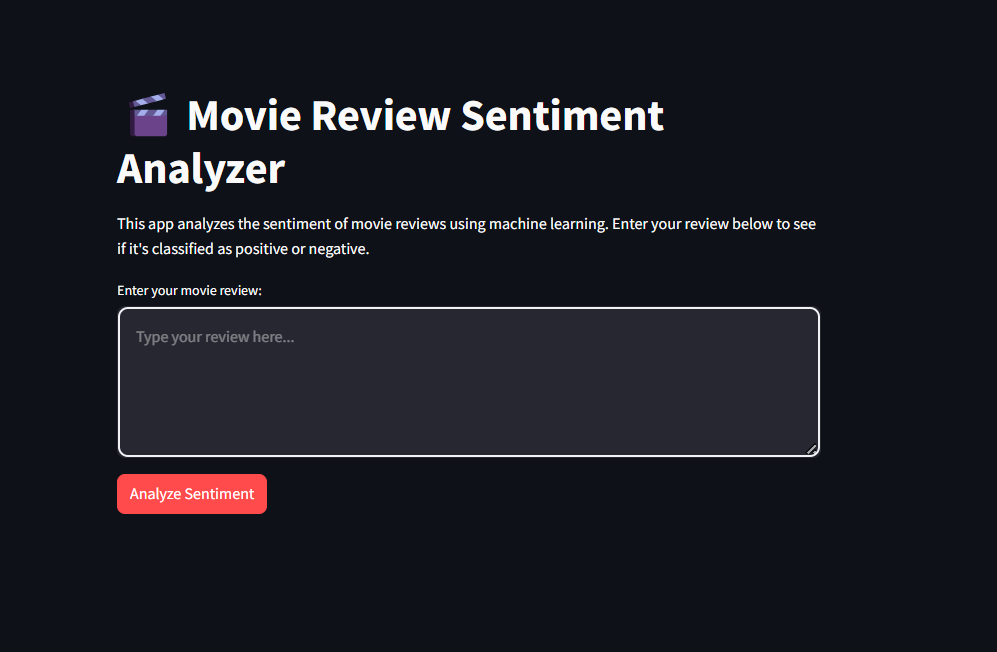 Movie Review Sentiment
Analyzer
This app analyzes the sentiment of movie reviews using machine learning. Enter your review below to see
if it's classified as positive or negative.
Enter your movie review:
Type your review here...
Analyze Sentiment